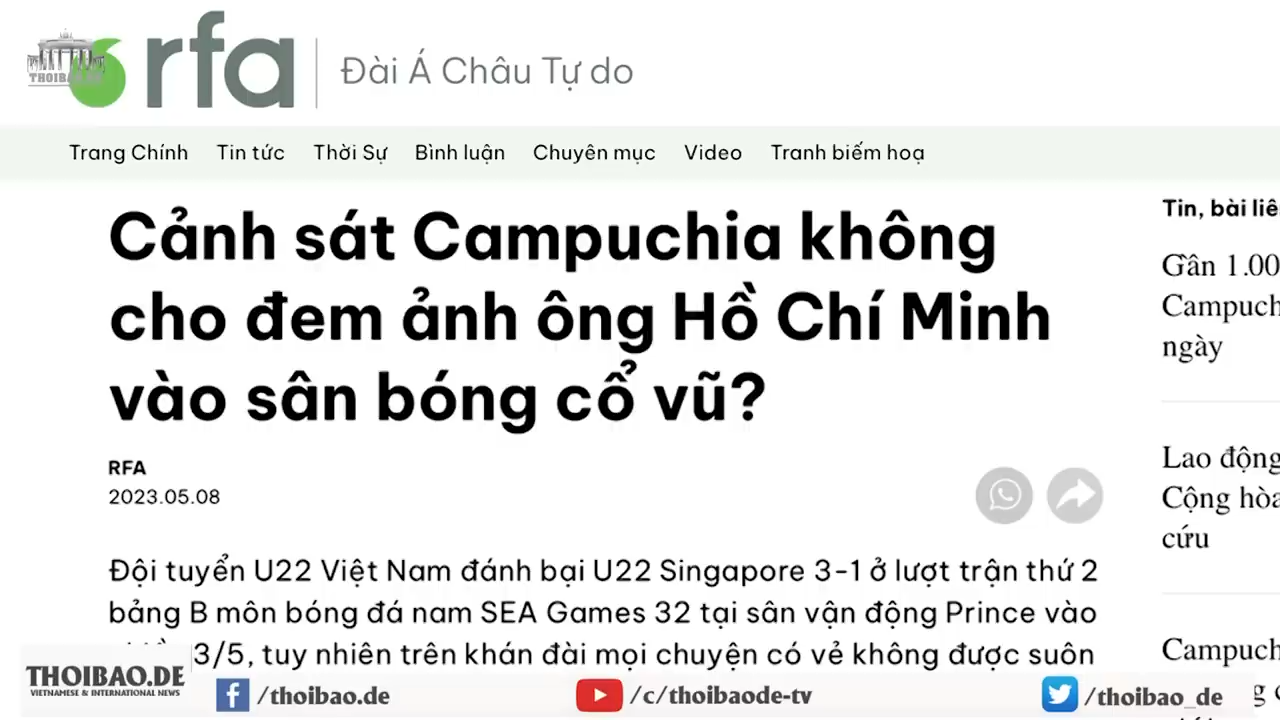 THOIBAO.DE
rfa
Đài Á Châu Tự do
Trang Chính Tin tức Thời Sự Bình luận Chuyên mục Video Tranh biếm hoạ
Cảnh sát Campuchia không
cho đem ảnh ông Hồ Chí Minh
vào sân bóng cổ vũ?
RFA
2023.05.08
Đội tuyển U22 Việt Nam đánh bại U22 Singapore 3-1 ở lượt trận thứ 2
bảng B môn bóng đá nam SEA Games 32 tại sân vận động Prince vào
3/5, tuy nhiên trên khán đài mọi chuyện có vẻ không được suôn
Tin, bài
Gần 1.00
ngày
Lao động
Cộng
cứu
THOIBAO.DE
VIETNAMESE & INTERNATIONAL NEWS
/thoibao.de
/c/thoibaode-tv
/thoibao_de